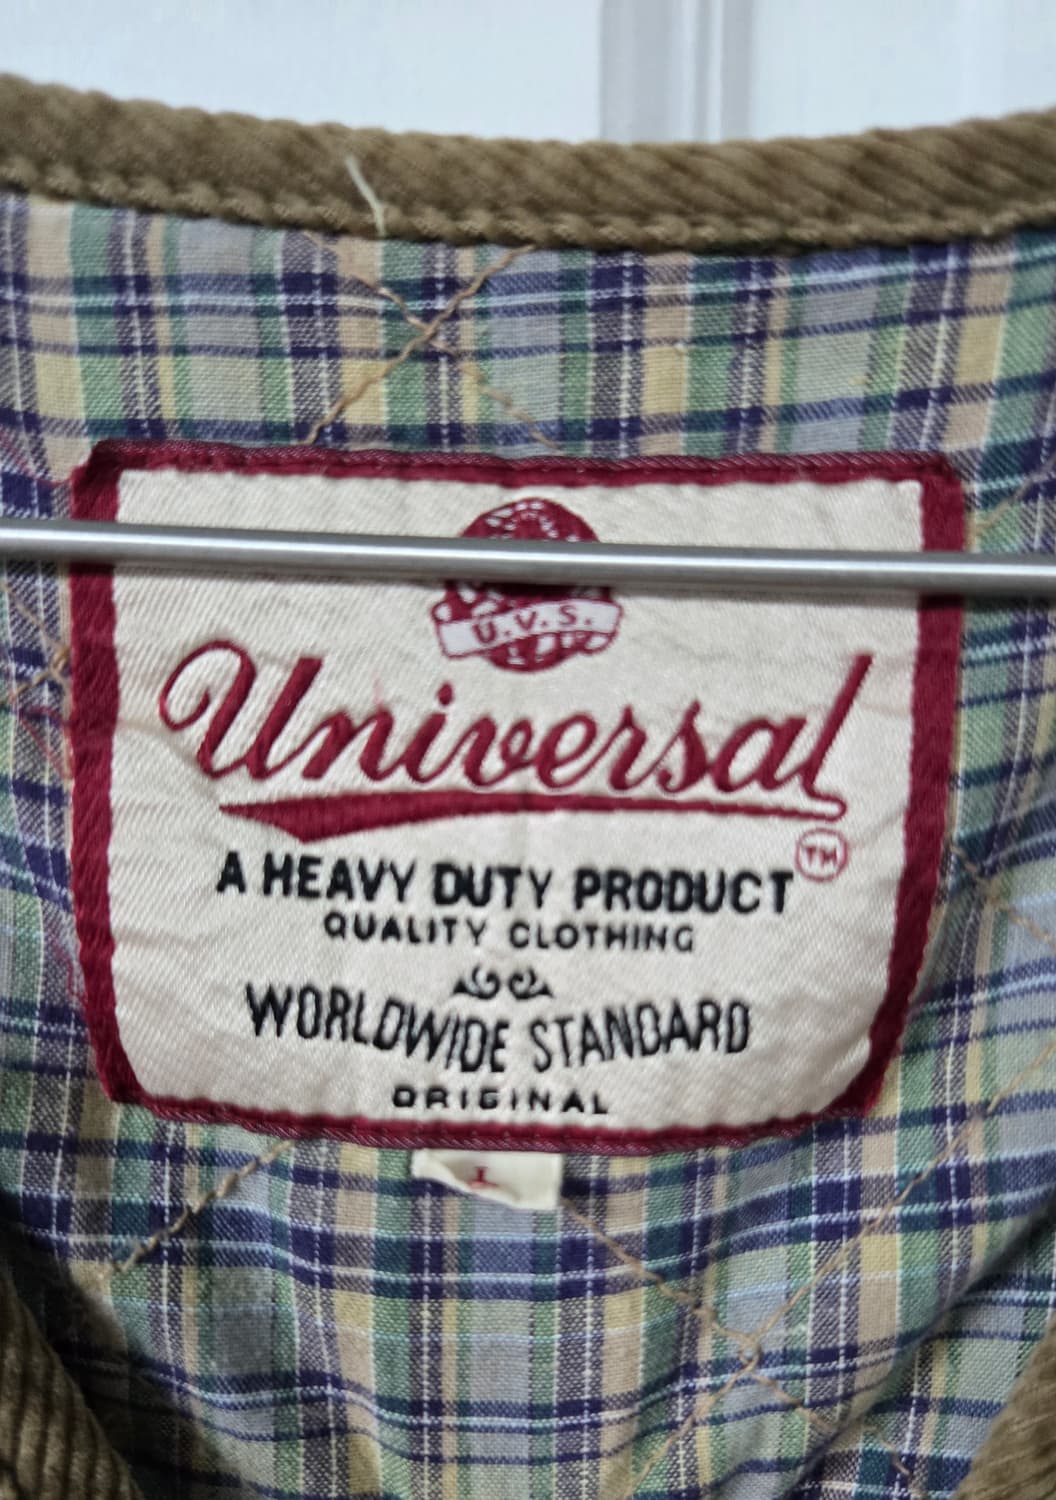 U.V.S.
Universal
TM
A HEAVY DUTY PRODUCT
QUALITY CLOTHING
WORLDWIDE STANDARD
ORIGINAL